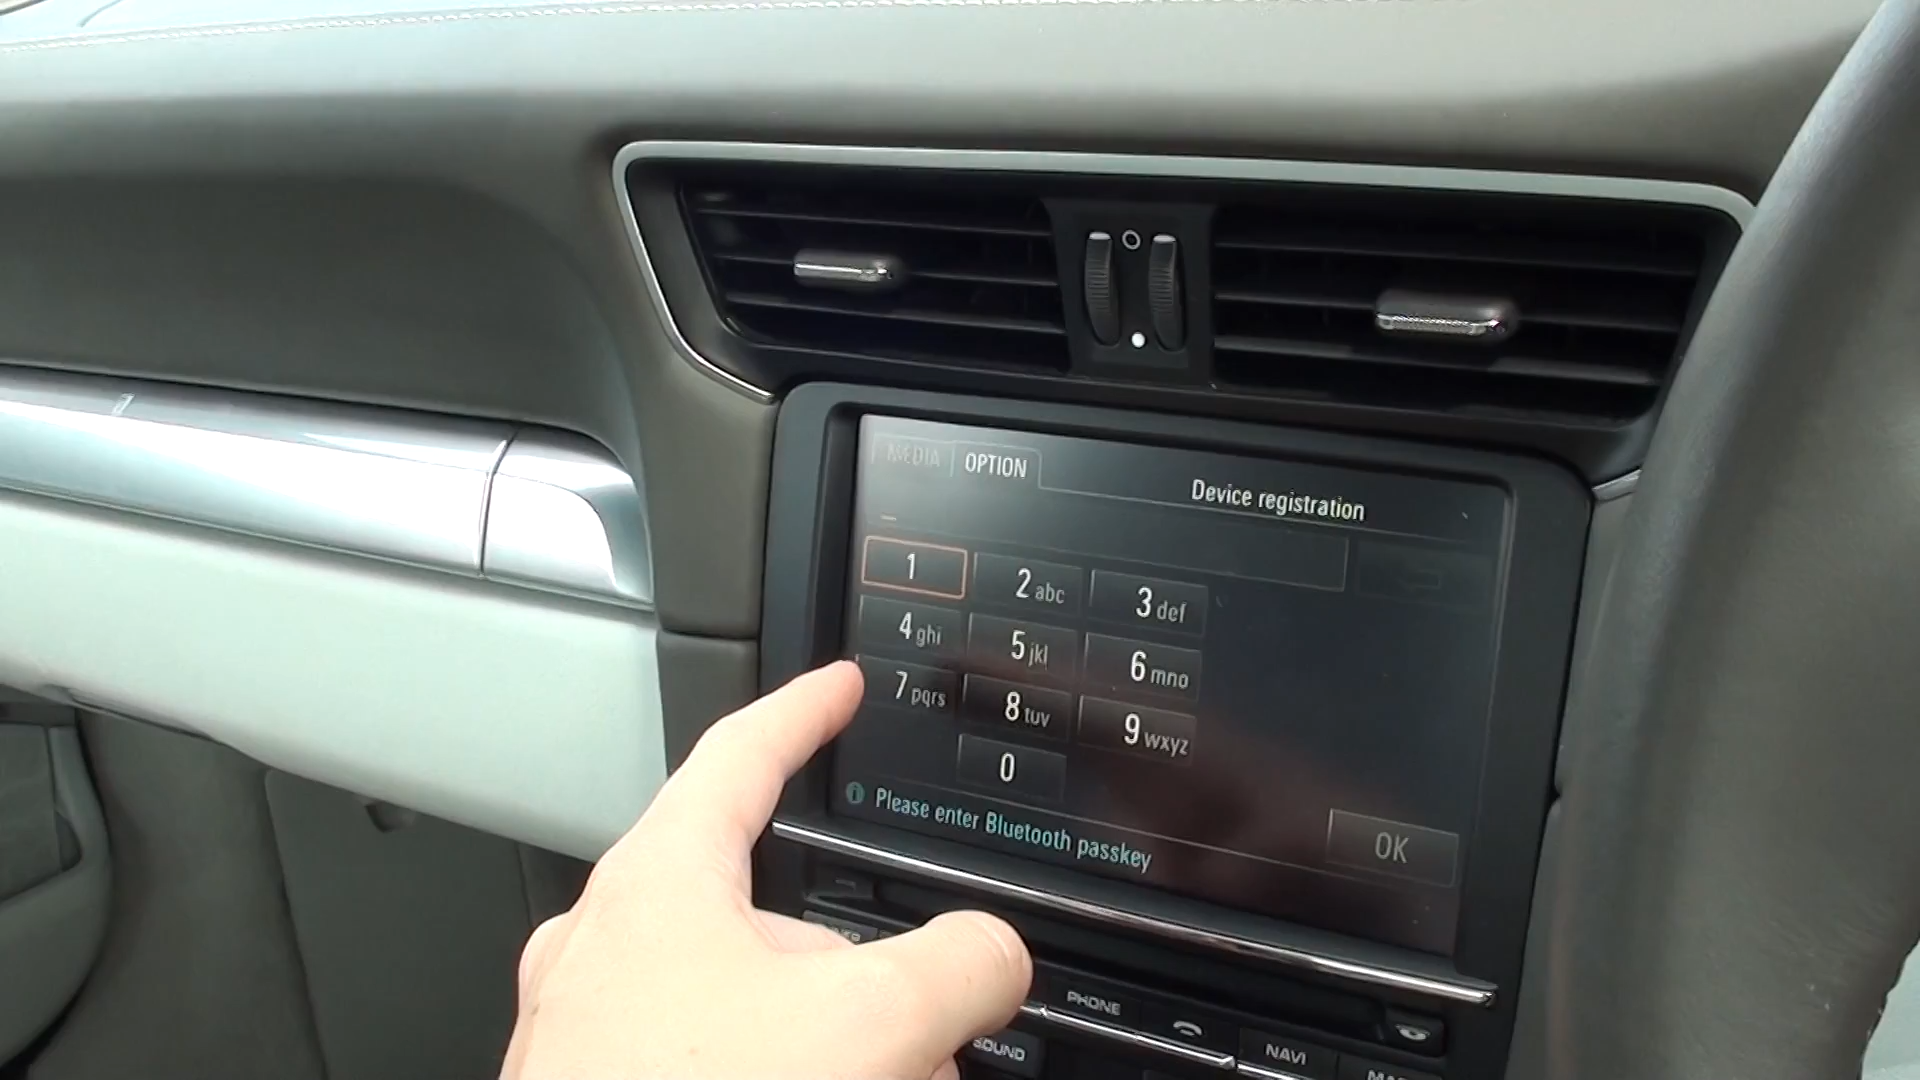 MEDIA OPTION
Device registration
1 2 abc 3 def
4 ghi 5 jkl 6 mno
7 pqrs 8 tuv 9 wxyz
0
Please enter Bluetooth passkey
OK
PHONE
SOUND NAVI